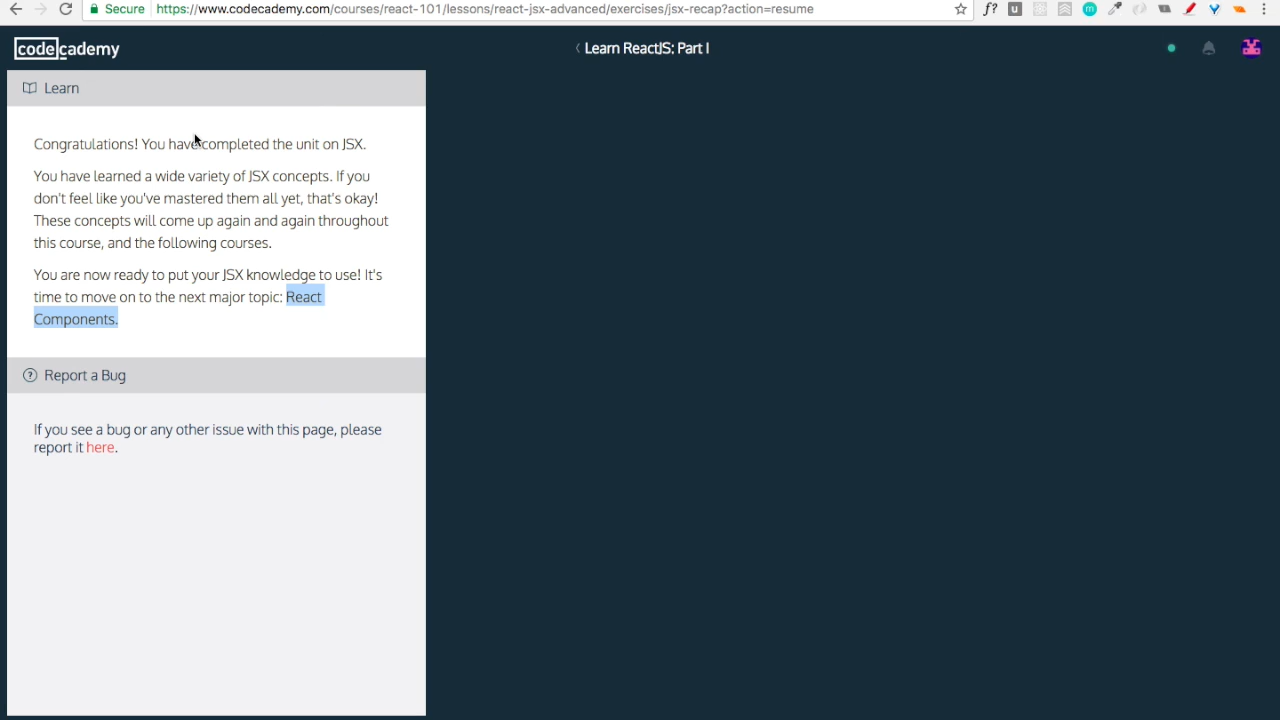 Secure https://www.codecademy.com/courses/react-101/lessons/react-jsx-advanced/exercises/jsx-recap?action=resume
f?
u
m
codecademy
Learn ReactJS: Part I
Learn
Congratulations! You have completed the unit on JSX.
You have learned a wide variety of JSX concepts. If you
don't feel like you've mastered them all yet, that's okay!
These concepts will come up again and again throughout
this course, and the following courses.
You are now ready to put your JSX knowledge to use! It's
time to move on to the next major topic: React
Components.
? Report a Bug
If you see a bug or any other issue with this page, please
report it here.